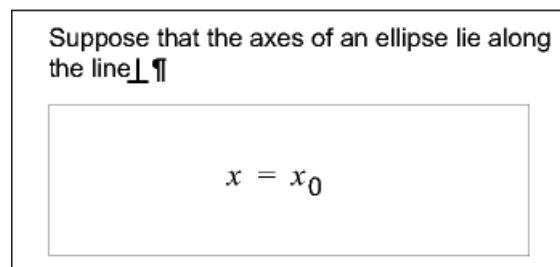 Suppose that the axes of an ellipse lie along
the line⊥¶
x = x₀